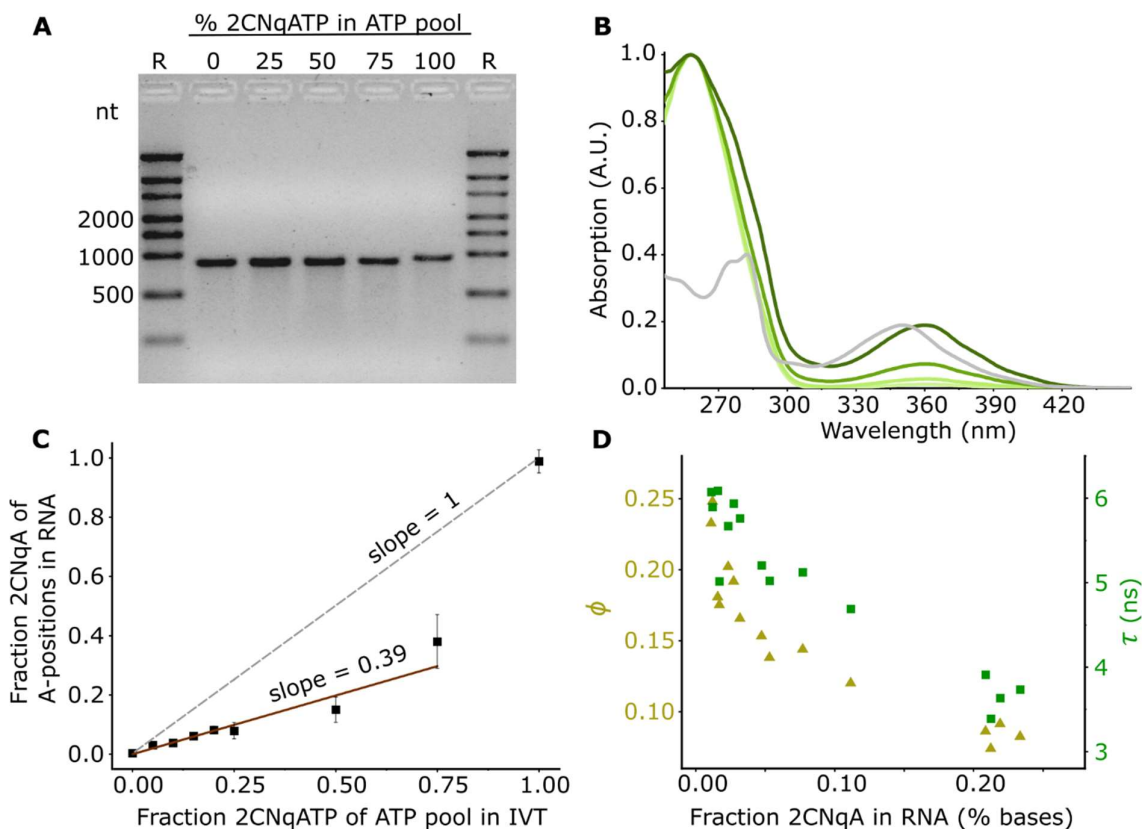 A
% 2CNqATP in ATP pool
R 0 25 50 75 100 R
nt
2000
1000
500
B
1.0
0.8
0.6
0.4
0.2
0.0
Absorption (A.U.)
270 300 330 360 390 420
Wavelength (nm)
C
1.0
0.8
0.6
0.4
0.2
0.0
Fraction 2CNqA of
A-positions in RNA
slope = 1
slope = 0.39
0.00 0.25 0.50 0.75 1.00
Fraction 2CNqATP of ATP pool in IVT
D
0.25
0.20
0.15
0.10
ϕ
6
5
4
3
τ (ns)
0.00 0.10 0.20
Fraction 2CNqA in RNA (% bases)